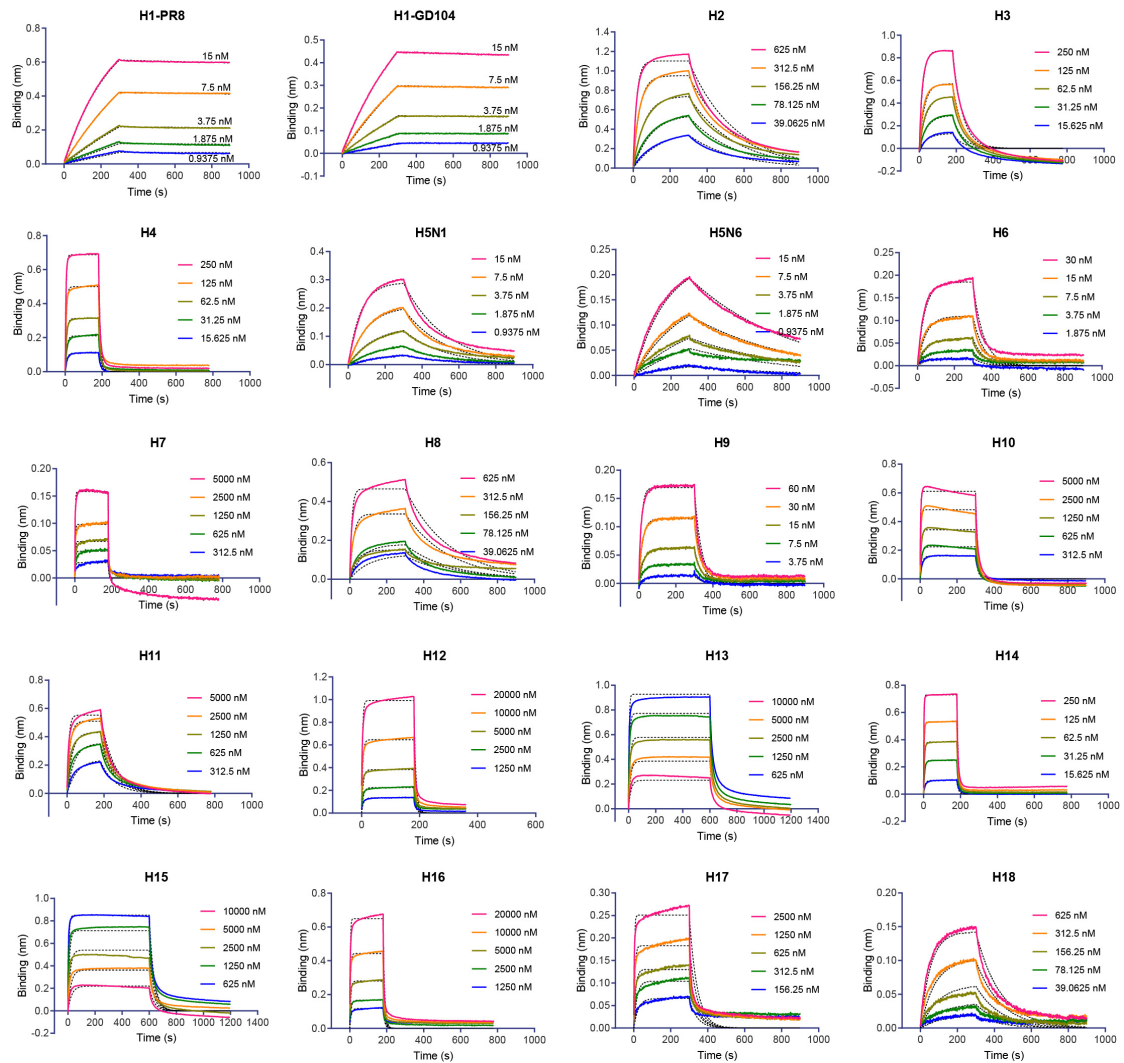 H1-PR8
Binding (nm)
0.8
0.6
0.4
0.2
0.0
15 nM
7.5 nM
3.75 nM
1.875 nM
0.9375 nM
0 200 400 600 800 1000
Time (s)
H1-GD104
Binding (nm)
0.5
0.4
0.3
0.2
0.1
0.0
-0.1
15 nM
7.5 nM
3.75 nM
1.875 nM
0.9375 nM
0 200 400 600 800 1000
Time (s)
H2
Binding (nm)
1.4
1.2
1.0
0.8
0.6
0.4
0.2
0.0
625 nM
312.5 nM
156.25 nM
78.125 nM
39.0625 nM
0 200 400 600 800 1000
Time (s)
H3
Binding (nm)
1.0
0.8
0.6
0.4
0.2
0.0
-0.2
250 nM
125 nM
62.5 nM
31.25 nM
15.625 nM
0 200 400 600 800 1000
Time (s)
H4
Binding (nm)
0.8
0.6
0.4
0.2
0.0
250 nM
125 nM
62.5 nM
31.25 nM
15.625 nM
0 200 400 600 800 1000
Time (s)
H5N1
Binding (nm)
0.4
0.3
0.2
0.1
0.0
15 nM
7.5 nM
3.75 nM
1.875 nM
0.9375 nM
0 200 400 600 800 1000
Time (s)
H5N6
Binding (nm)
0.25
0.20
0.15
0.10
0.05
0.00
15 nM
7.5 nM
3.75 nM
1.875 nM
0.9375 nM
0 200 400 600 800 1000
Time (s)
H6
Binding (nm)
0.25
0.20
0.15
0.10
0.05
0.00
-0.05
30 nM
15 nM
7.5 nM
3.75 nM
1.875 nM
0 200 400 600 800 1000
Time (s)
H7
Binding (nm)
0.20
0.15
0.10
0.05
0.00
5000 nM
2500 nM
1250 nM
625 nM
312.5 nM
0 200 400 600 800 1000
Time (s)
H8
Binding (nm)
0.6
0.4
0.2
0.0
625 nM
312.5 nM
156.25 nM
78.125 nM
39.0625 nM
0 200 400 600 800 1000
Time (s)
H9
Binding (nm)
0.20
0.15
0.10
0.05
0.00
60 nM
30 nM
15 nM
7.5 nM
3.75 nM
0 200 400 600 800 1000
Time (s)
H10
Binding (nm)
0.8
0.6
0.4
0.2
0.0
5000 nM
2500 nM
1250 nM
625 nM
312.5 nM
0 200 400 600 800 1000
Time (s)
H11
Binding (nm)
0.8
0.6
0.4
0.2
0.0
5000 nM
2500 nM
1250 nM
625 nM
312.5 nM
0 200 400 600 800 1000
Time (s)
H12
Binding (nm)
1.2
1.0
0.8
0.6
0.4
0.2
0.0
20000 nM
10000 nM
5000 nM
2500 nM
1250 nM
0 200 400 600
Time (s)
H13
Binding (nm)
1.0
0.8
0.6
0.4
0.2
0.0
10000 nM
5000 nM
2500 nM
1250 nM
625 nM
0 200 400 600 800 1000 1200 1400
Time (s)
H14
Binding (nm)
1.0
0.8
0.6
0.4
0.2
0.0
-0.2
250 nM
125 nM
62.5 nM
31.25 nM
15.625 nM
0 200 400 600 800 1000
Time (s)
H15
Binding (nm)
1.0
0.8
0.6
0.4
0.2
0.0
-0.2
10000 nM
5000 nM
2500 nM
1250 nM
625 nM
0 200 400 600 800 1000 1200 1400
Time (s)
H16
Binding (nm)
0.8
0.6
0.4
0.2
0.0
20000 nM
10000 nM
5000 nM
2500 nM
1250 nM
0 200 400 600 800 1000
Time (s)
H17
Binding (nm)
0.30
0.25
0.20
0.15
0.10
0.05
0.00
2500 nM
1250 nM
625 nM
312.5 nM
156.25 nM
0 200 400 600 800 1000
Time (s)
H18
Binding (nm)
0.20
0.15
0.10
0.05
0.00
625 nM
312.5 nM
156.25 nM
78.125 nM
39.0625 nM
0 200 400 600 800 1000
Time (s)